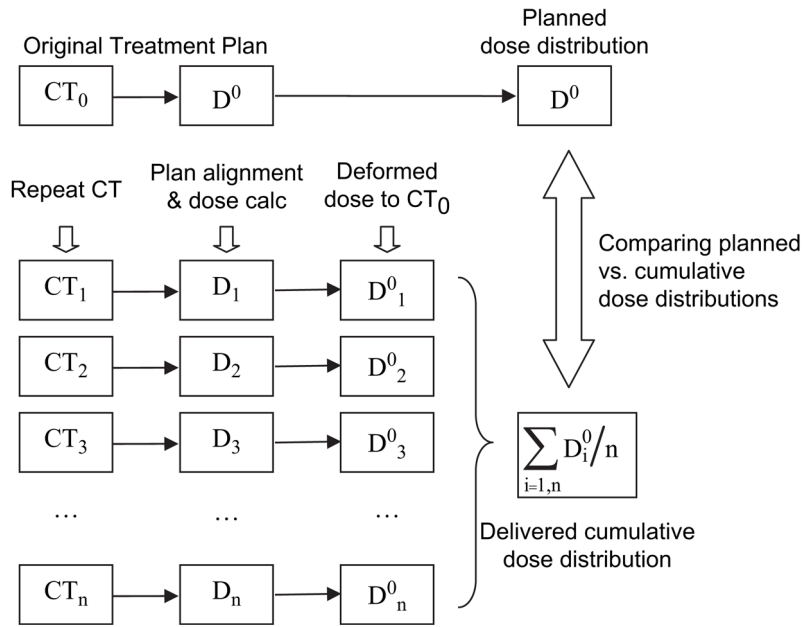 Original Treatment Plan
Planned
dose distribution
CT₀
D⁰
D⁰
Repeat CT
Plan alignment
& dose calc
Deformed
dose to CT₀
Comparing planned
vs. cumulative
dose distributions
CT₁
D₁
D⁰₁
CT₂
D₂
D⁰₂
CT₃
D₃
D⁰₃
∑ D⁰ᵢ/n
i=1,n
...
...
...
Delivered cumulative
dose distribution
CTₙ
Dₙ
D⁰ₙ